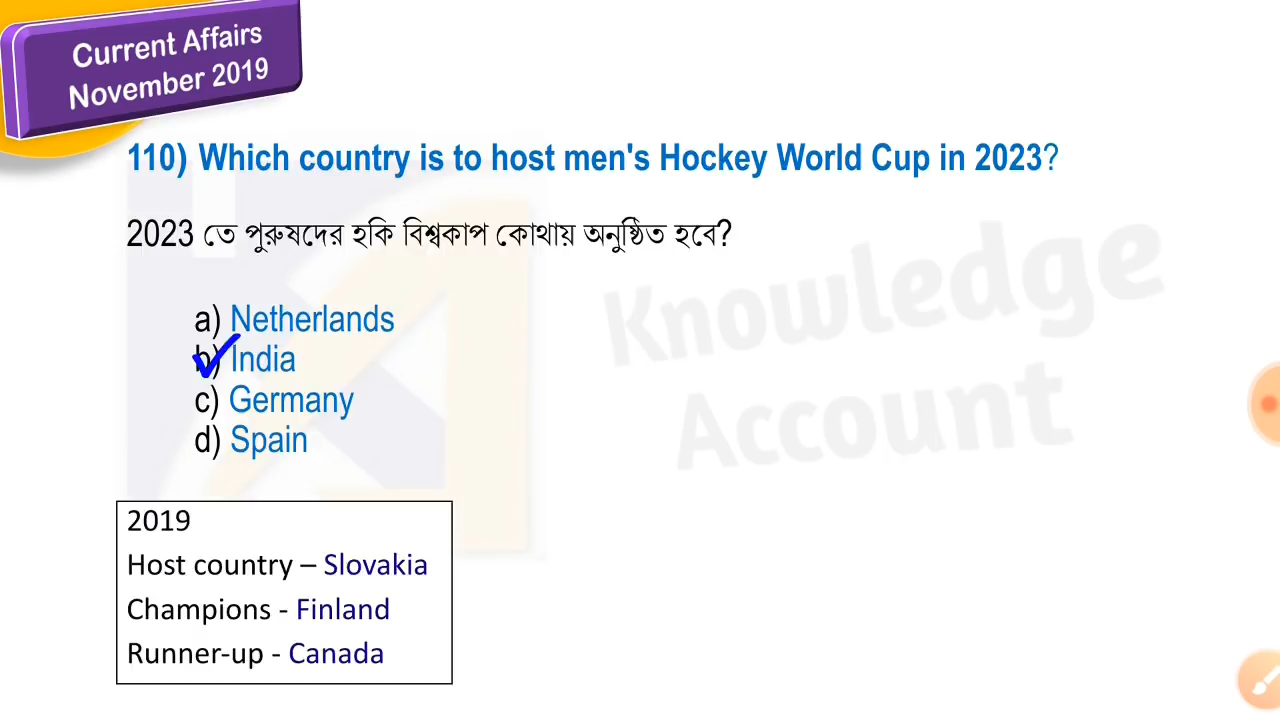 Current Affairs
November 2019
110) Which country is to host men's Hockey World Cup in 2023?
2023 তে পুরুষদের হকি বিশ্বকাপ কোথায় অনুষ্ঠিত হবে?
a) Netherlands
b) India
c) Germany
d) Spain
Knowledge
Account
2019
Host country – Slovakia
Champions - Finland
Runner-up - Canada